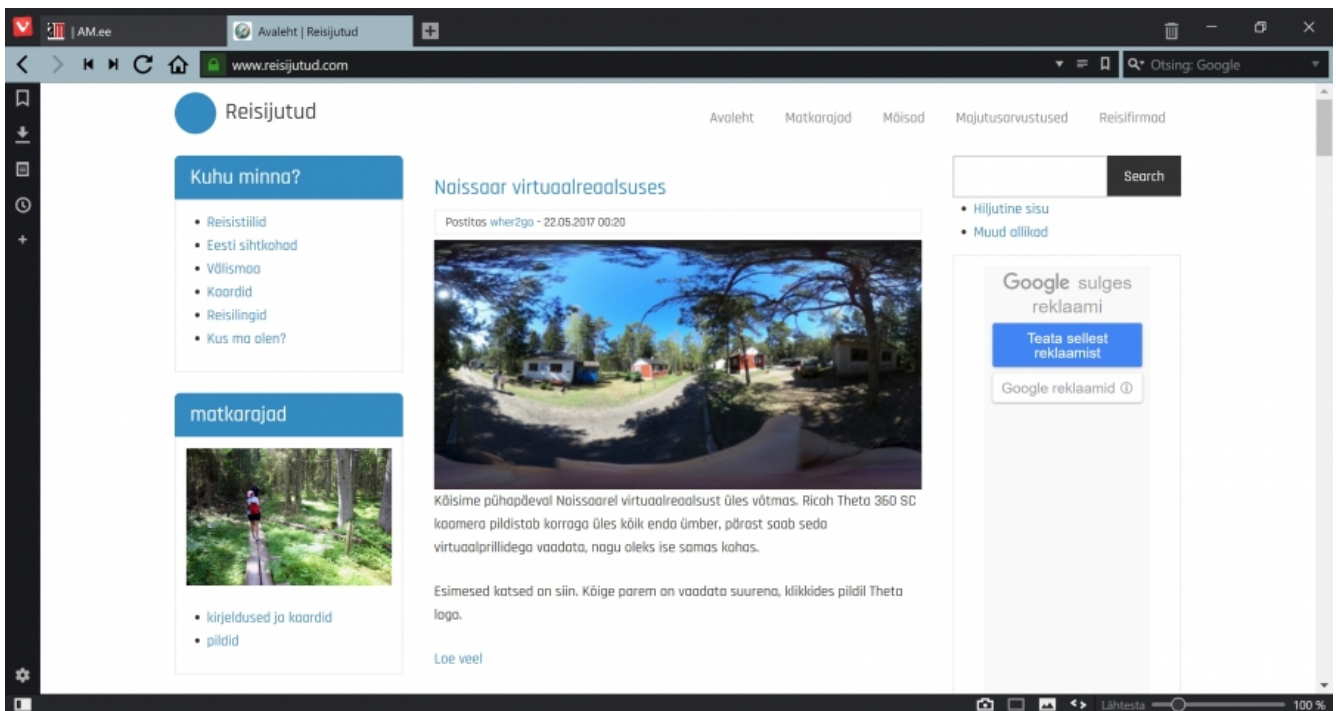 | AM.ee
Avaleht | Reisijutud
www.reisijutud.com
Otsing: Google
Reisijutud
Avaleht Matkarajad Mõisad Majutusarvustused Reisifirmad
Kuhu minna?
Reisistiilid
Eesti sihtkohad
Välismaa
Kaardid
Reisilingid
Kus ma olen?
matkarajad
kirjeldused ja kaardid
pildid
Naissaar virtuaalreaalsuses
Postitas wher2go - 22.05.2017 00:20
Käisime pühapäeval Naissaarel virtuaalreaalsust üles võtmas. Ricoh Theta 360 SC
kaamera pildistab korraga üles kõik enda ümber, pärast saab seda
virtuaalprillidega vaadata, nagu oleks ise samas kohas.
Esimesed katsed on siin. Kõige parem on vaadata suurena, klikkides pildil Theta
logo.
Loe veel
Search
Hiljutine sisu
Muud allikad
Google sulges
reklaami
Teata sellest
reklaamist
Google reklaamid
Lähtesta 100 %